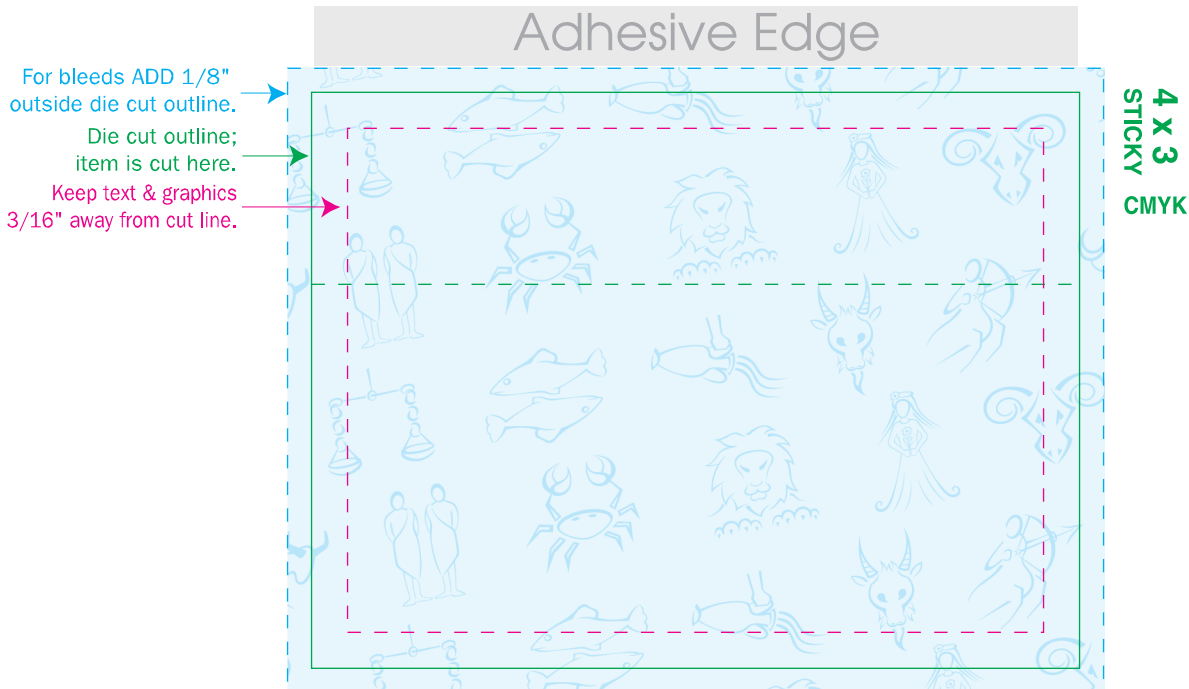 Adhesive Edge
For bleeds ADD 1/8"
outside die cut outline.
Die cut outline;
item is cut here.
Keep text & graphics
3/16" away from cut line.
4 x 3
STICKY
CMYK